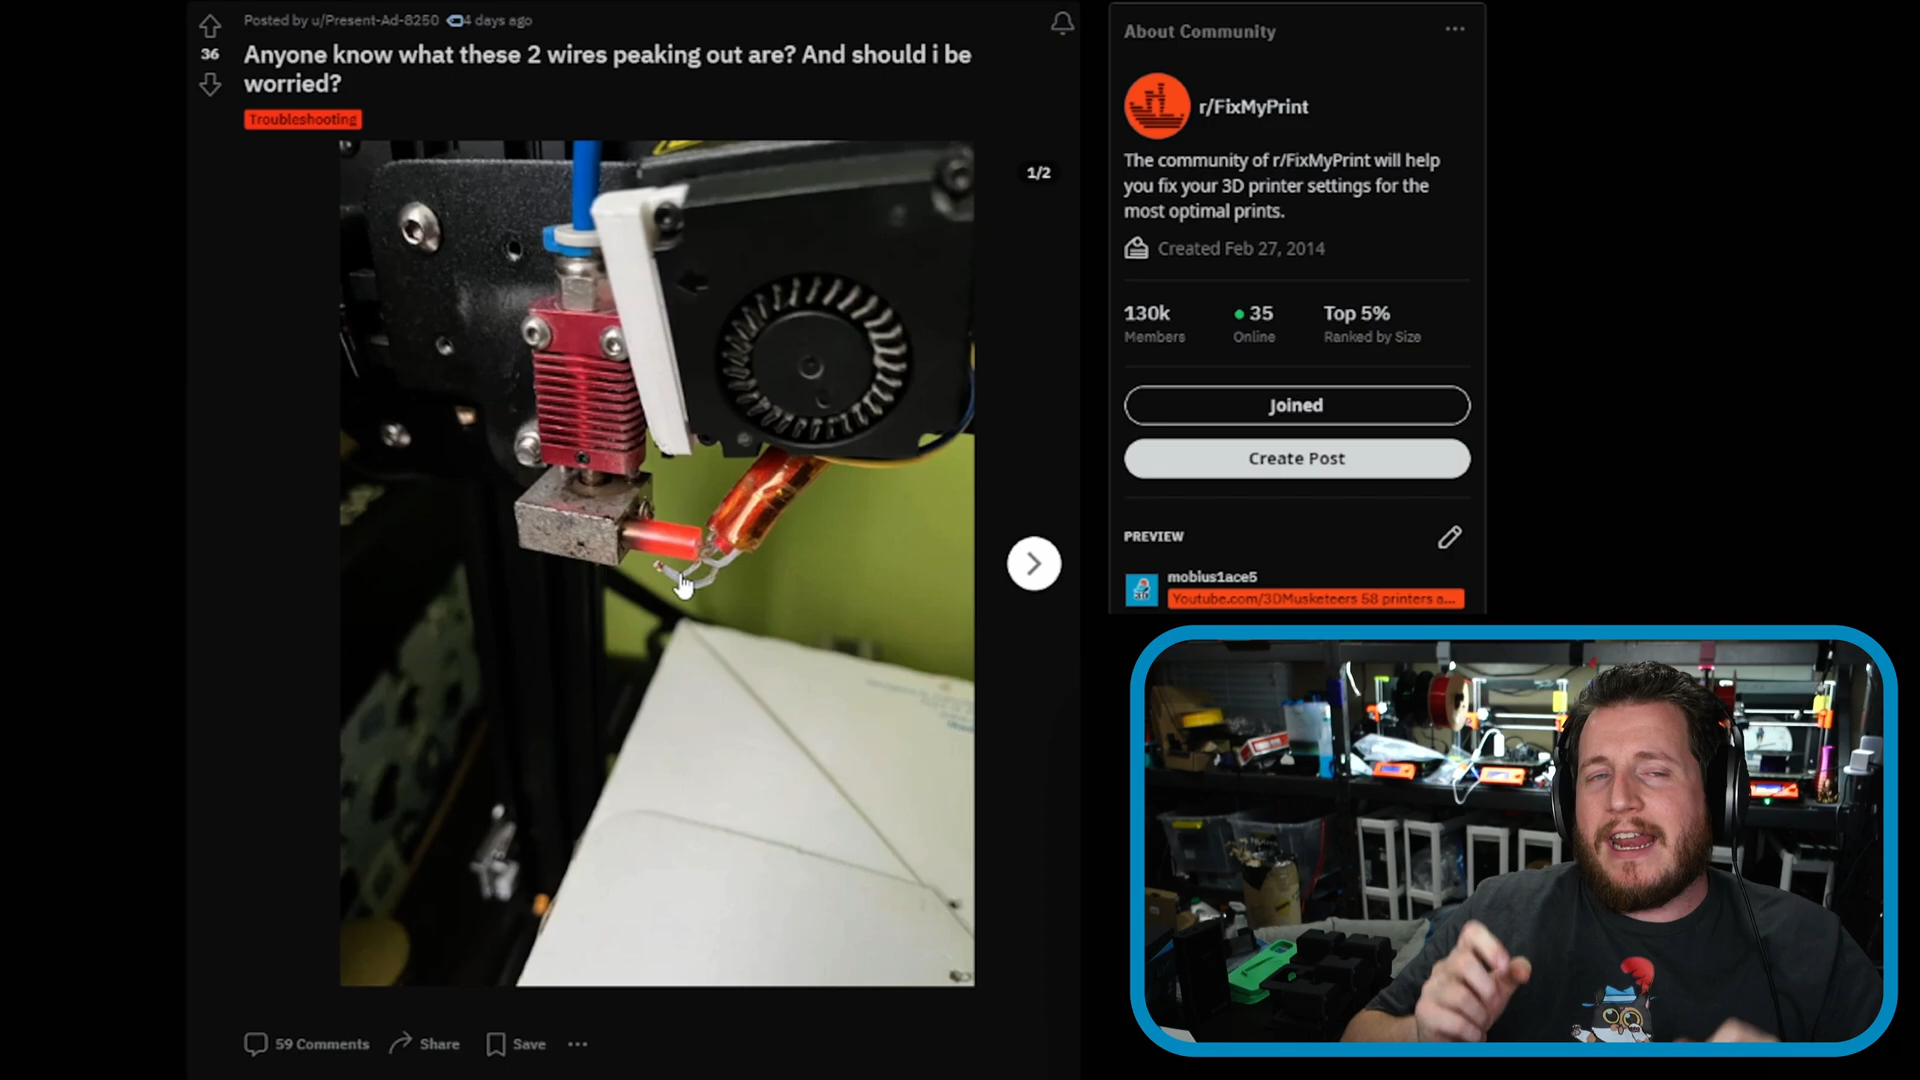 Posted by u/Present-Ad-8250 4 days ago
36
Anyone know what these 2 wires peaking out are? And should i be
worried?
Troubleshooting
1/2
59 Comments
Share
Save
About Community
r/FixMyPrint
The community of r/FixMyPrint will help
you fix your 3D printer settings for the
most optimal prints.
Created Feb 27, 2014
130k
35
Top 5%
Members
Online
Ranked by Size
Joined
Create Post
PREVIEW
mobius1ace5
Youtube.com/3DMusketeers 58 printers a...